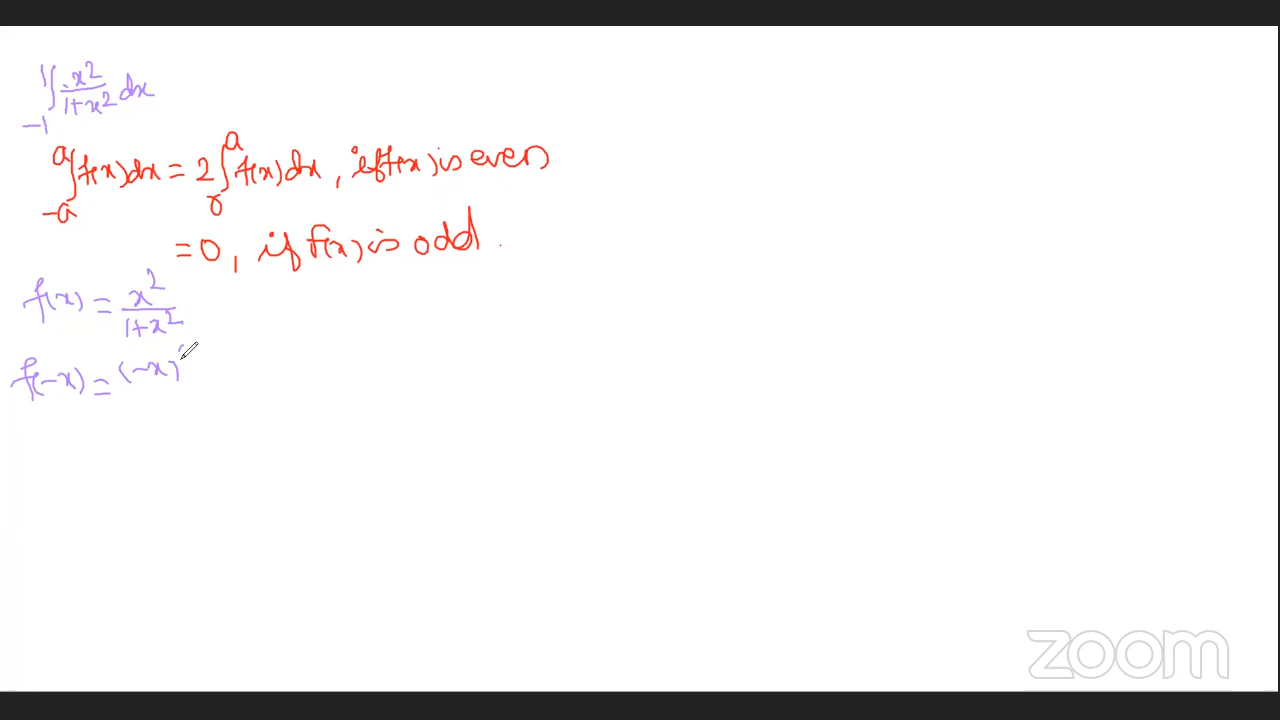 ∫_{-1}^{1} x²/(1+x²) dx
∫_{-a}^{a} f(x)dx = 2∫_{0}^{a} f(x)dx, if f(x) is even
= 0, if f(x) is odd.
f(x) = x²/(1+x²)
f(-x) = (-x)
zoom